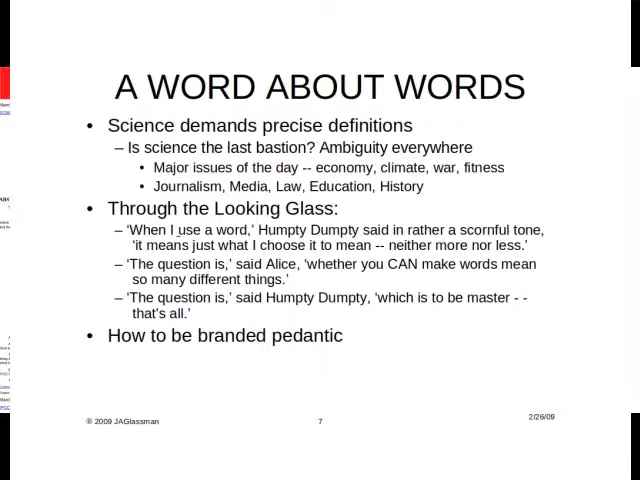 A WORD ABOUT WORDS
• Science demands precise definitions
– Is science the last bastion? Ambiguity everywhere
• Major issues of the day -- economy, climate, war, fitness
• Journalism, Media, Law, Education, History
• Through the Looking Glass:
– ‘When I use a word,’ Humpty Dumpty said in rather a scornful tone,
‘it means just what I choose it to mean -- neither more nor less.’
– ‘The question is,’ said Alice, ‘whether you CAN make words mean
so many different things.’
– ‘The question is,’ said Humpty Dumpty, ‘which is to be master - -
that’s all.’
• How to be branded pedantic
© 2009 JAGlassman
7
2/26/09